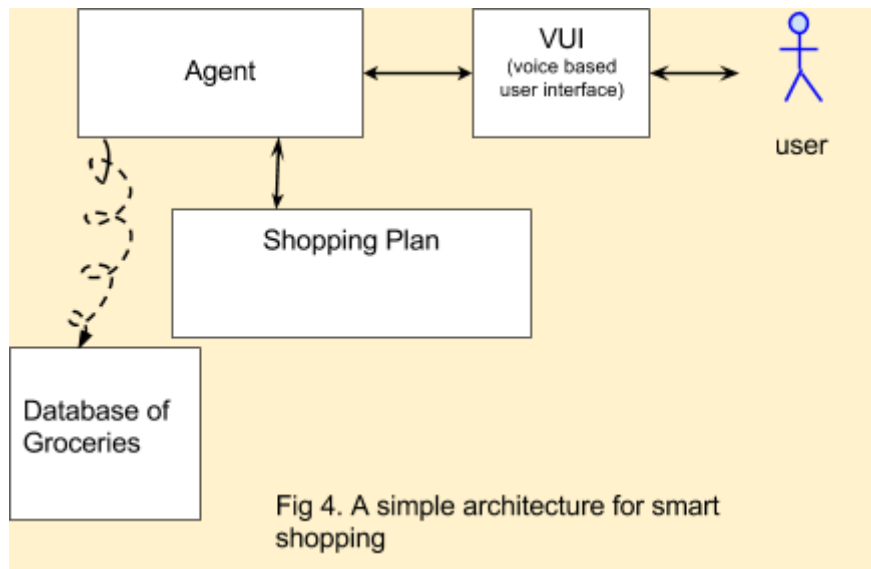 Agent
VUI
(voice based
user interface)
user
Shopping Plan
Database of
Groceries
Fig 4. A simple architecture for smart
shopping